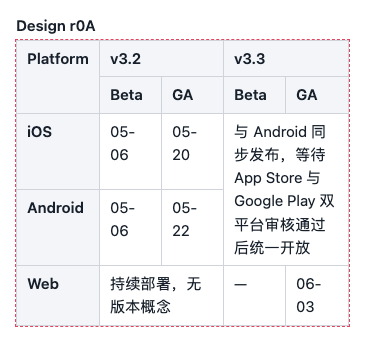 Design r0A
Platform v3.2 v3.3
Beta GA Beta GA
iOS
05-
06
05-
20
与 Android 同
步发布，等待
App Store 与
Google Play 双
平台审核通过
后统一开放
Android
05-
06
05-
22
Web
持续部署，无
版本概念
—
06-
03